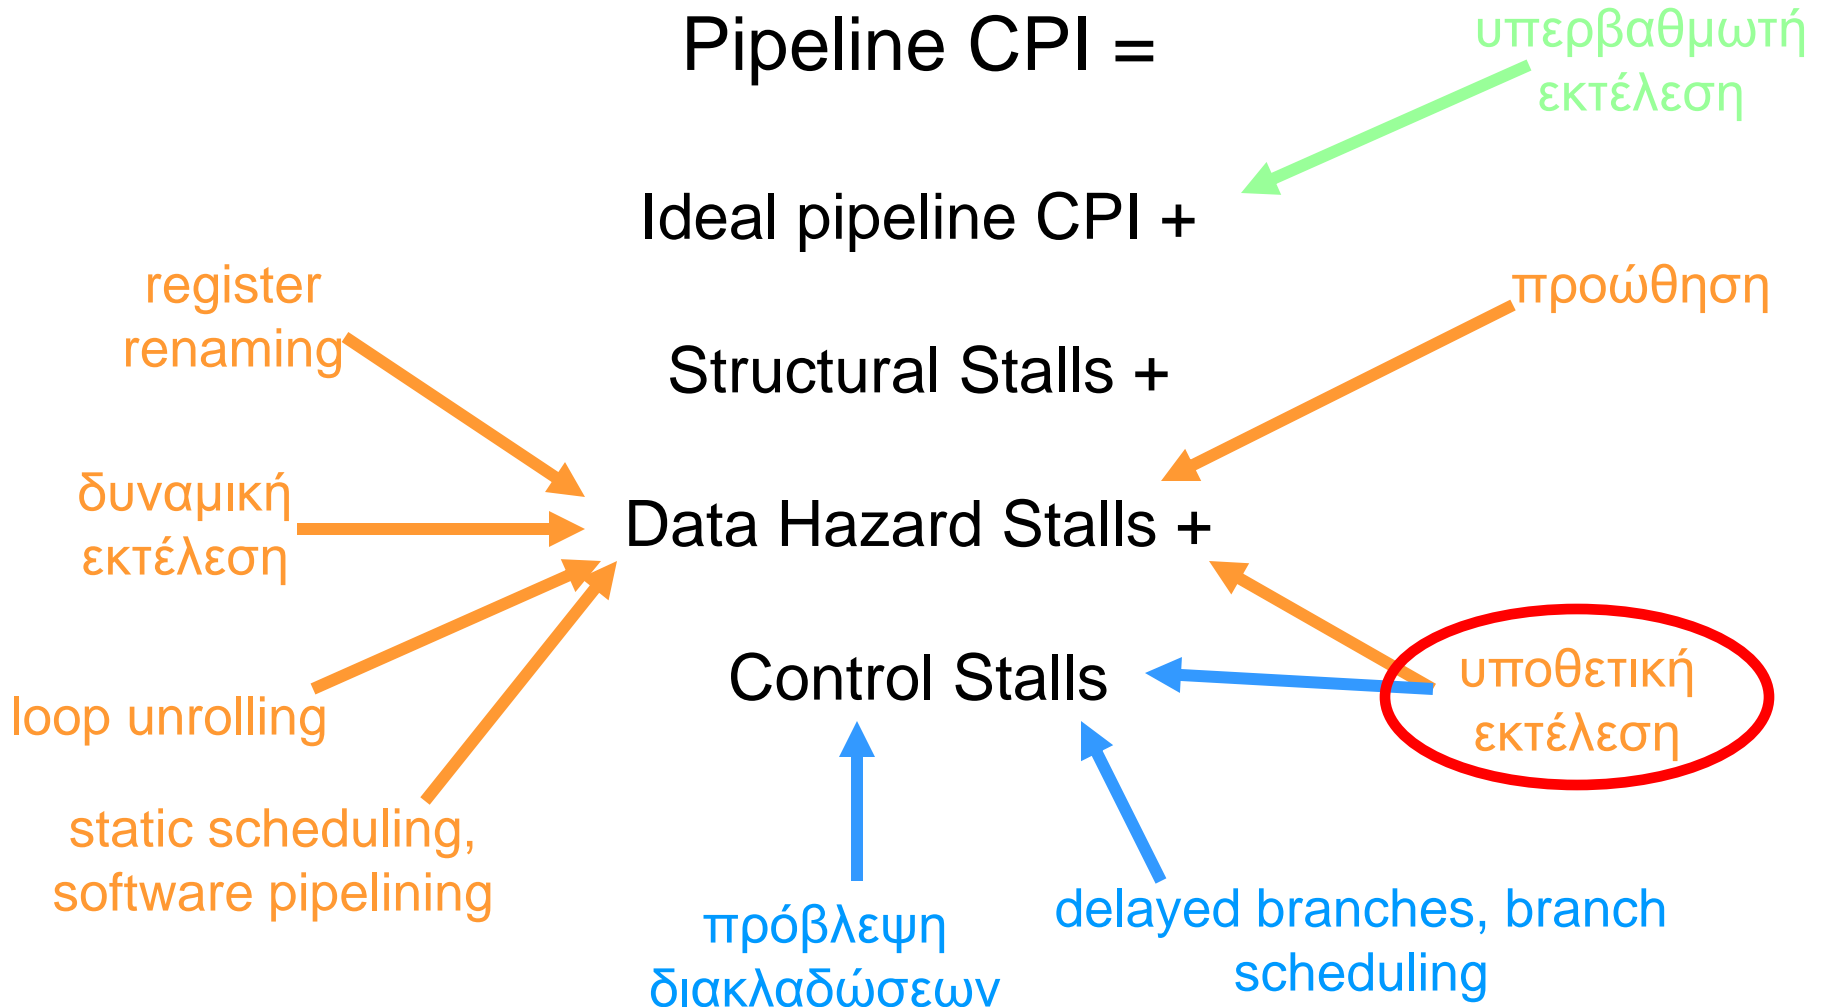 Pipeline CPI =
υπερβαθμωτή
εκτέλεση
Ideal pipeline CPI +
register
renaming
προώθηση
Structural Stalls +
δυναμική
εκτέλεση
Data Hazard Stalls +
Control Stalls
υποθετική
εκτέλεση
loop unrolling
static scheduling,
software pipelining
πρόβλεψη
διακλαδώσεων
delayed branches, branch
scheduling